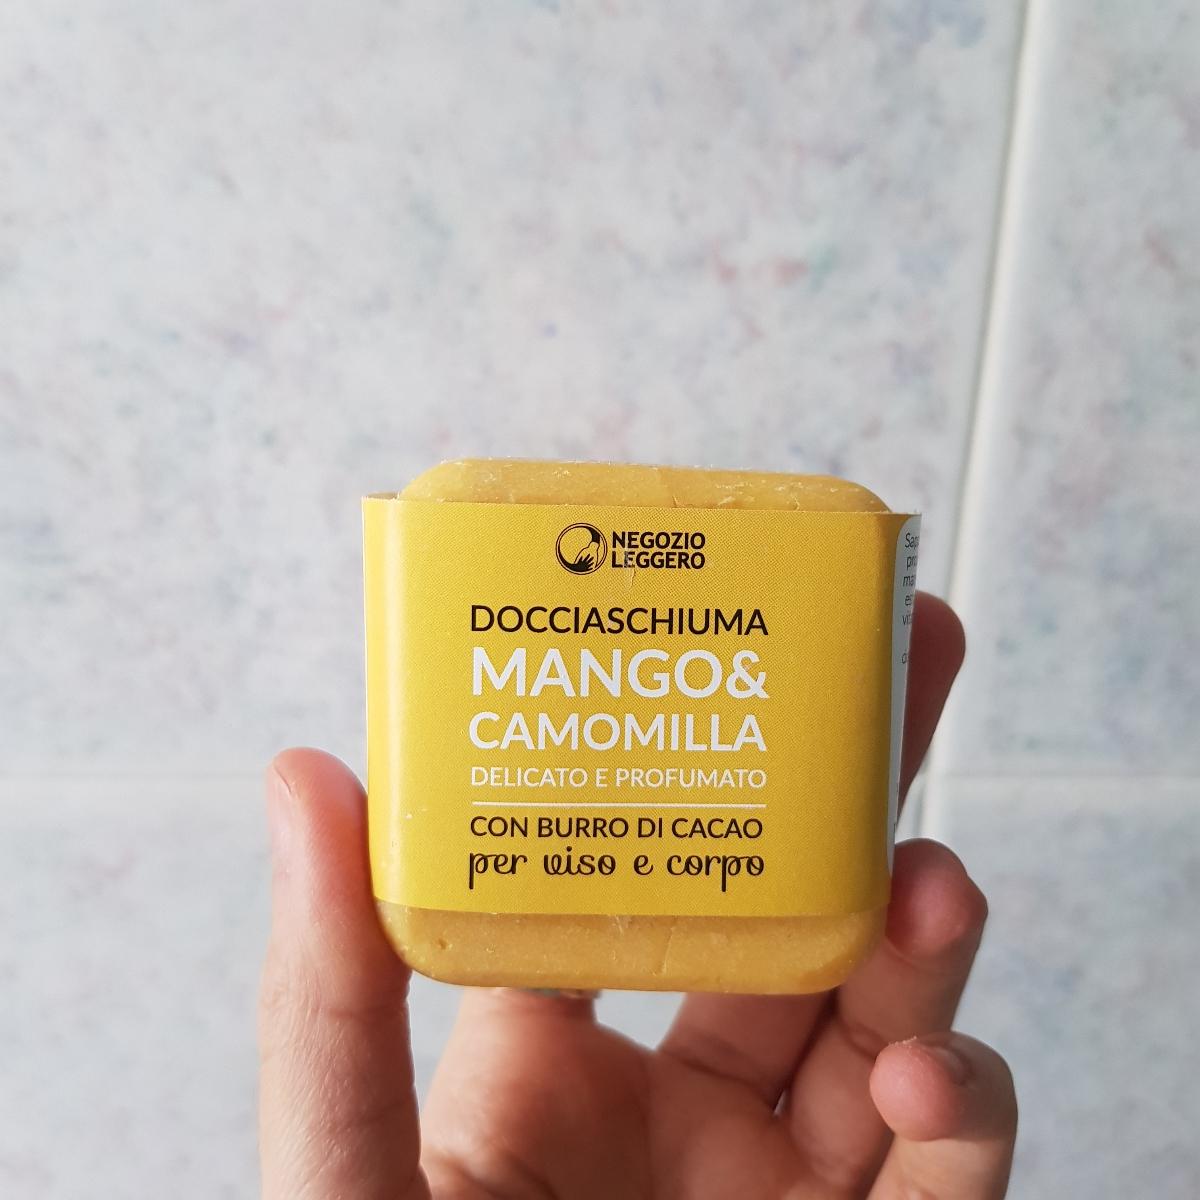 NEGOZIO
LEGGERO
DOCCIASCHIUMA
MANGO&
CAMOMILLA
DELICATO E PROFUMATO
CON BURRO DI CACAO
per viso e corpo